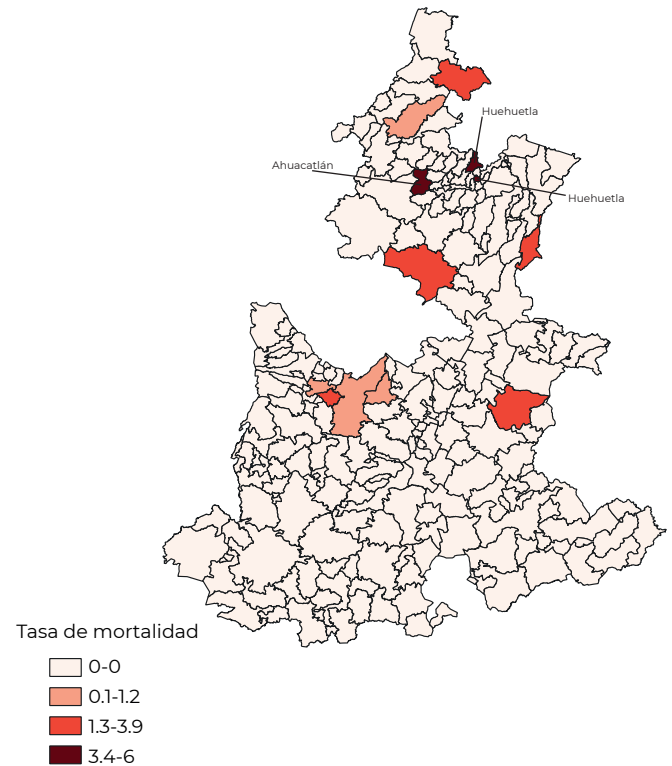 Huehuetla
Ahuacatlán
Huehuetla
Tasa de mortalidad
0-0
0.1-1.2
1.3-3.9
3.4-6